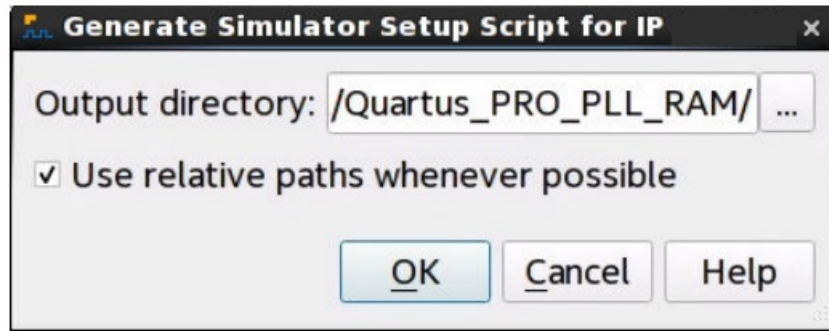 Generate Simulator Setup Script for IP
Output directory: /Quartus_PRO_PLL_RAM/ ...
Use relative paths whenever possible
OK Cancel Help